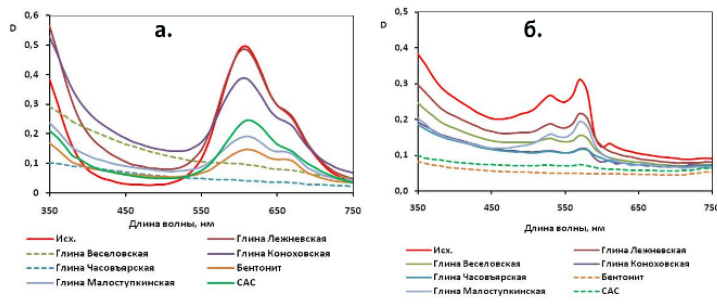 D
а.
0,6
0,5
0,4
0,3
0,2
0,1
0
350 450 550 650 750
Длина волны, нм
Исх.
Глина Лежневская
Глина Веселовская
Глина Коноховская
Глина Часовъярская
Бентонит
Глина Малоступкинская
САС
D
б.
0,5
0,4
0,3
0,2
0,1
0,0
350 450 550 650 750
Длина волны, нм
Исх.
Глина Лежневская
Глина Веселовская
Глина Коноховская
Глина Часовъярская
Бентонит
Глина Малоступкинская
САС